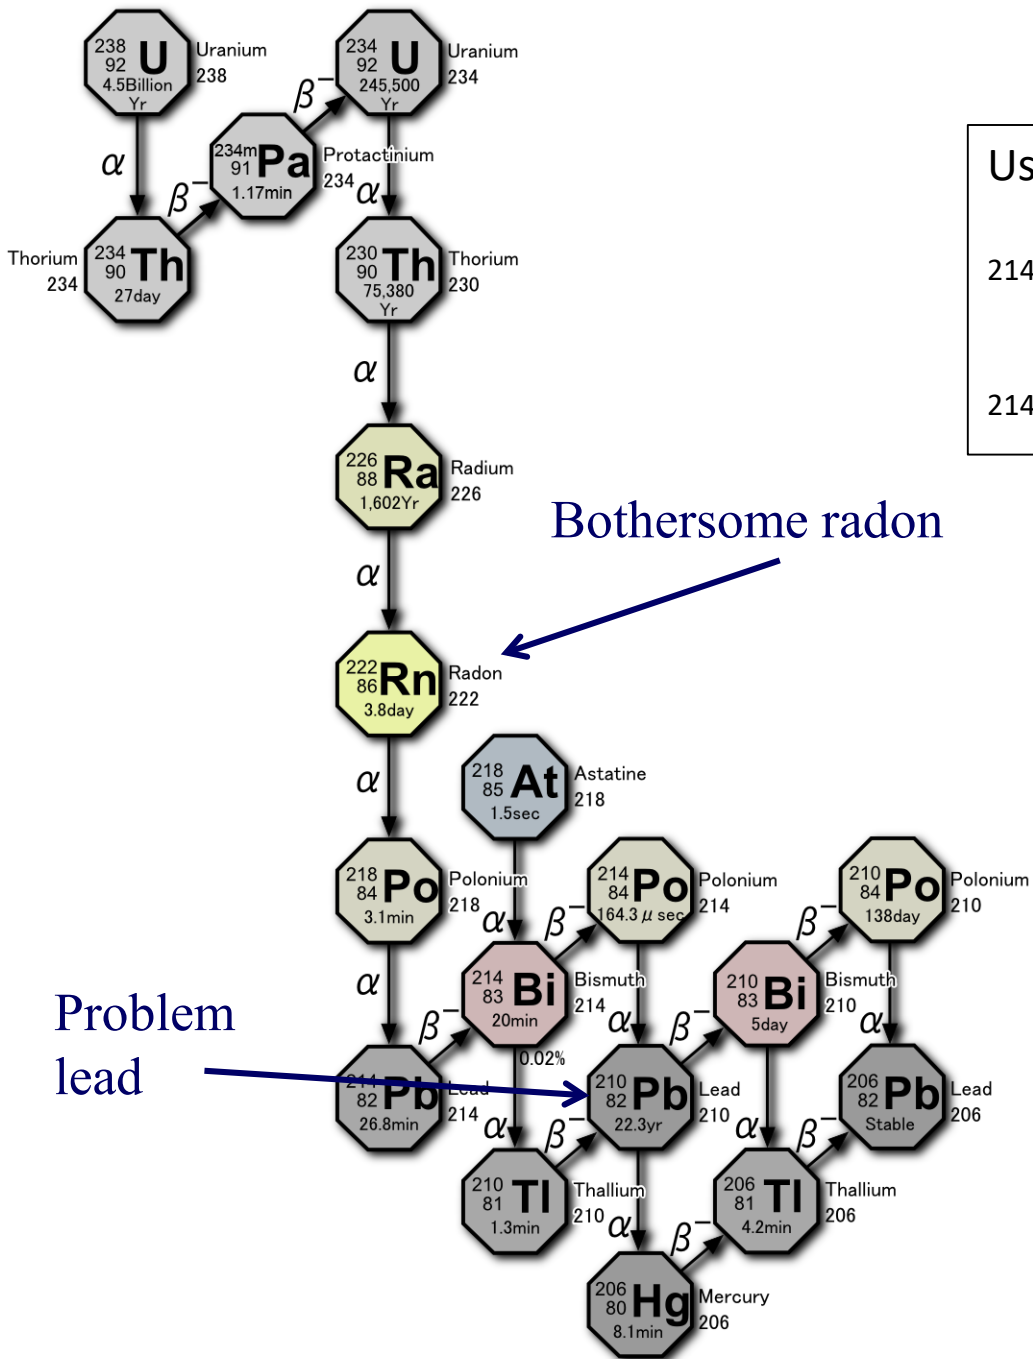 238
92 U
4.5Billion
Yr
Uranium
238
234
92 U
245,500
Yr
Uranium
234
β−
234m
91 Pa
1.17min
Protactinium
234
α
β−
α
Us
Thorium
234
234
90 Th
27day
230
90 Th
75,380
Yr
Thorium
230
214
α
214
226
88 Ra
1,602Yr
Radium
226
Bothersome radon
α
222
86 Rn
3.8day
Radon
222
α
218
85 At
1.5sec
Astatine
218
218
84 Po
3.1min
Polonium
218
α
β−
214
84 Po
164.3 μ sec
Polonium
214
β−
210
84 Po
138day
Polonium
210
α
214
83 Bi
20min
Bismuth
214
0.02%
210
83 Bi
5day
Bismuth
210
Problem
lead
β−
α
β−
α
214
82 Pb
26.8min
Lead
214
210
82 Pb
22.3yr
Lead
210
206
82 Pb
Stable
Lead
206
α
β−
α
β−
210
81 Tl
1.3min
Thallium
210
α
β−
206
81 Tl
4.2min
Thallium
206
206
80 Hg
8.1min
Mercury
206